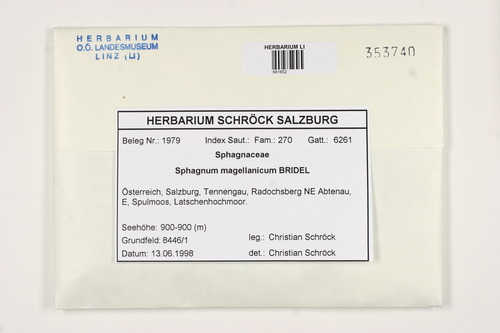 HERBARIUM
O.Ö. LANDESMUSEUM
LINZ (LI)
HERBARIUM LI
353740
HERBARIUM SCHRÖCK SALZBURG
Beleg Nr.: 1979 Index Saut.: Fam.: 270 Gatt.: 6261
Sphagnaceae
Sphagnum magellanicum BRIDEL
Österreich, Salzburg, Tennengau, Radochsberg NE Abtenau,
E, Spulmoos, Latschenhochmoor.
Seehöhe: 900-900 (m)
Grundfeld: 8446/1 leg.: Christian Schröck
Datum: 13.06.1998 det.: Christian Schröck